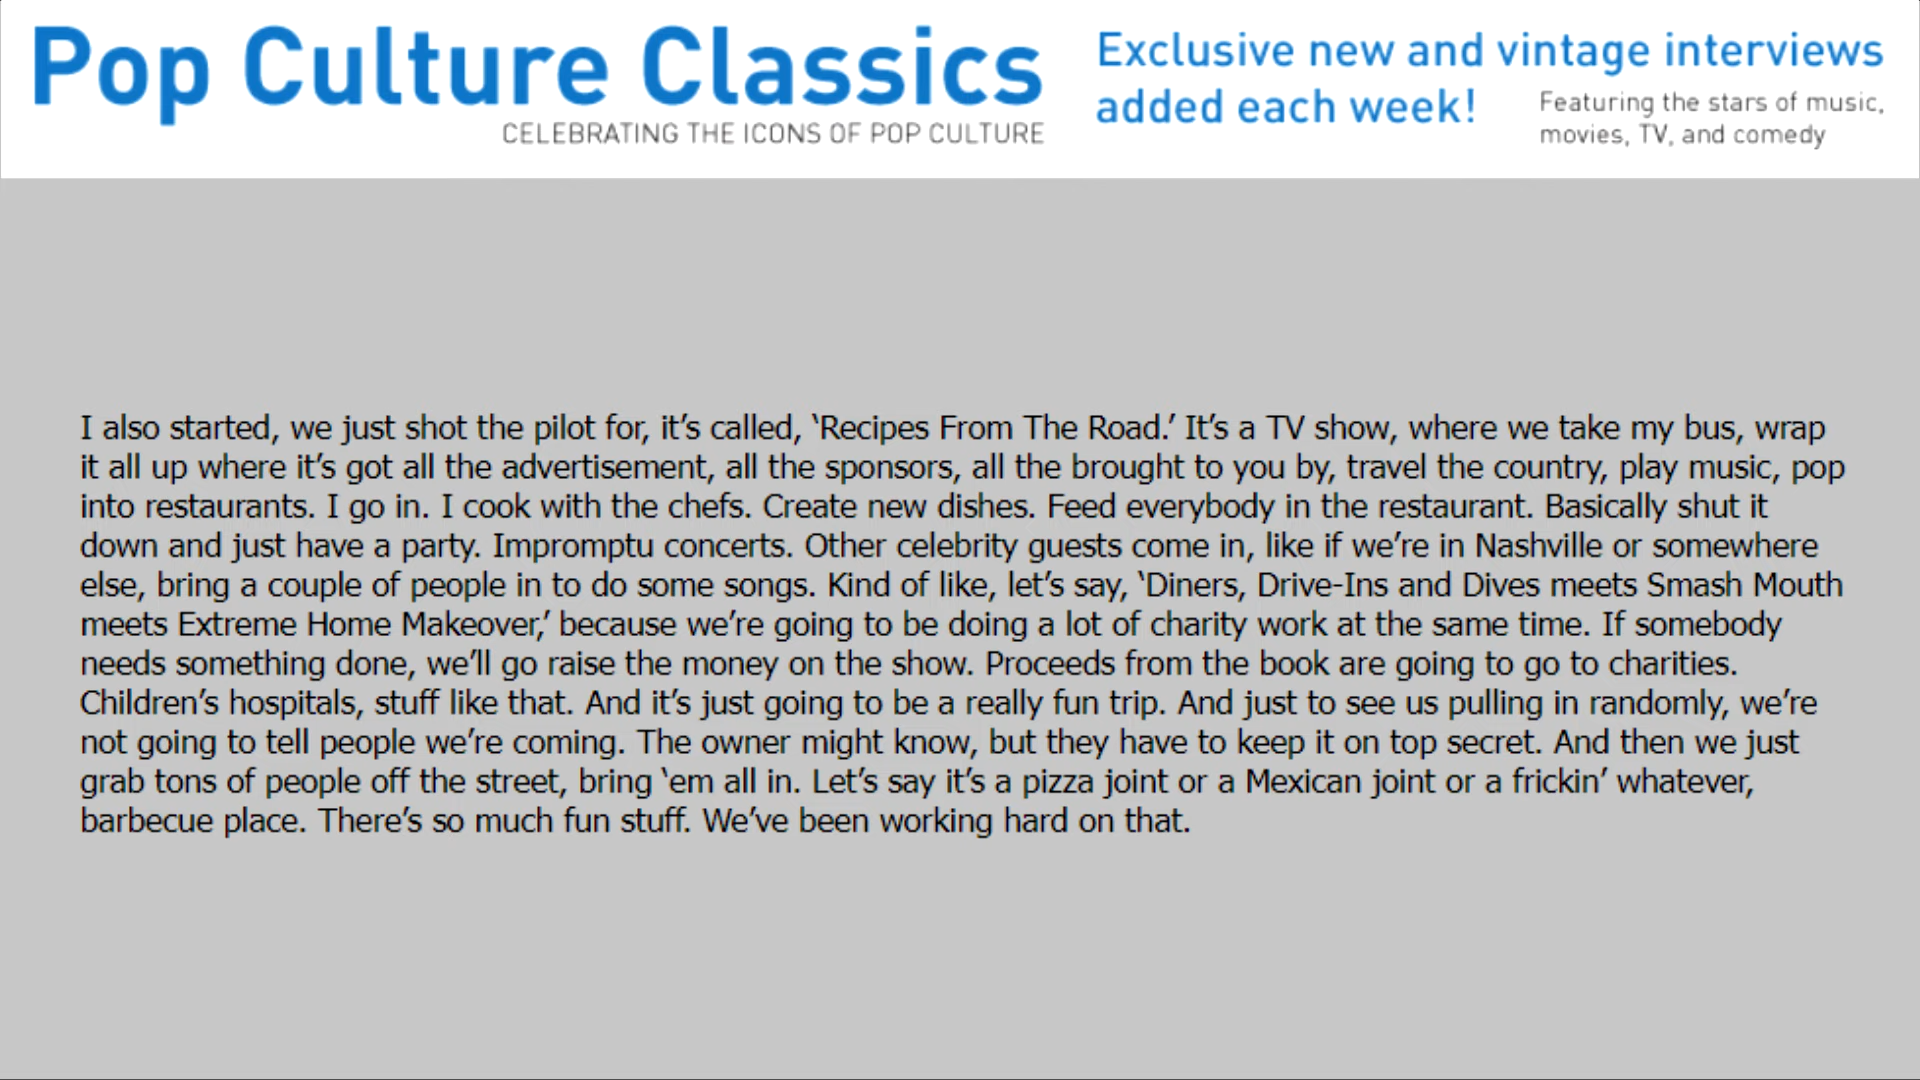 Pop Culture Classics
CELEBRATING THE ICONS OF POP CULTURE
Exclusive new and vintage interviews
added each week!
Featuring the stars of music,
movies, TV, and comedy
I also started, we just shot the pilot for, it’s called, ‘Recipes From The Road.’ It’s a TV show, where we take my bus, wrap
it all up where it’s got all the advertisement, all the sponsors, all the brought to you by, travel the country, play music, pop
into restaurants. I go in. I cook with the chefs. Create new dishes. Feed everybody in the restaurant. Basically shut it
down and just have a party. Impromptu concerts. Other celebrity guests come in, like if we’re in Nashville or somewhere
else, bring a couple of people in to do some songs. Kind of like, let’s say, ‘Diners, Drive-Ins and Dives meets Smash Mouth
meets Extreme Home Makeover,’ because we’re going to be doing a lot of charity work at the same time. If somebody
needs something done, we’ll go raise the money on the show. Proceeds from the book are going to go to charities.
Children’s hospitals, stuff like that. And it’s just going to be a really fun trip. And just to see us pulling in randomly, we’re
not going to tell people we’re coming. The owner might know, but they have to keep it on top secret. And then we just
grab tons of people off the street, bring ‘em all in. Let’s say it’s a pizza joint or a Mexican joint or a frickin’ whatever,
barbecue place. There’s so much fun stuff. We’ve been working hard on that.